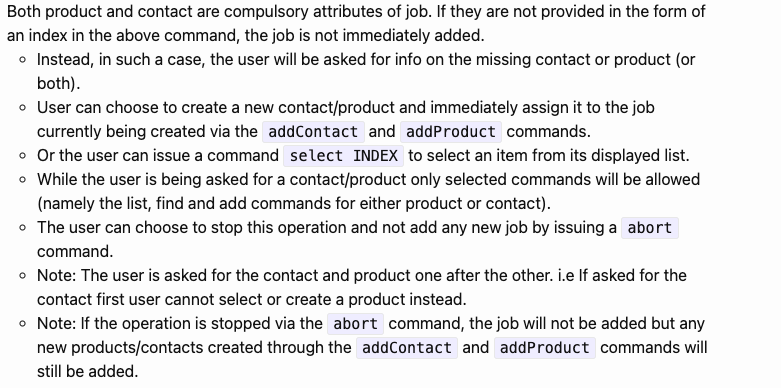 Both product and contact are compulsory attributes of job. If they are not provided in the form of
an index in the above command, the job is not immediately added.
Instead, in such a case, the user will be asked for info on the missing contact or product (or
both).
User can choose to create a new contact/product and immediately assign it to the job
currently being created via the addContact and addProduct commands.
Or the user can issue a command select INDEX to select an item from its displayed list.
While the user is being asked for a contact/product only selected commands will be allowed
(namely the list, find and add commands for either product or contact).
The user can choose to stop this operation and not add any new job by issuing a abort
command.
Note: The user is asked for the contact and product one after the other. i.e If asked for the
contact first user cannot select or create a product instead.
Note: If the operation is stopped via the abort command, the job will not be added but any
new products/contacts created through the addContact and addProduct commands will
still be added.